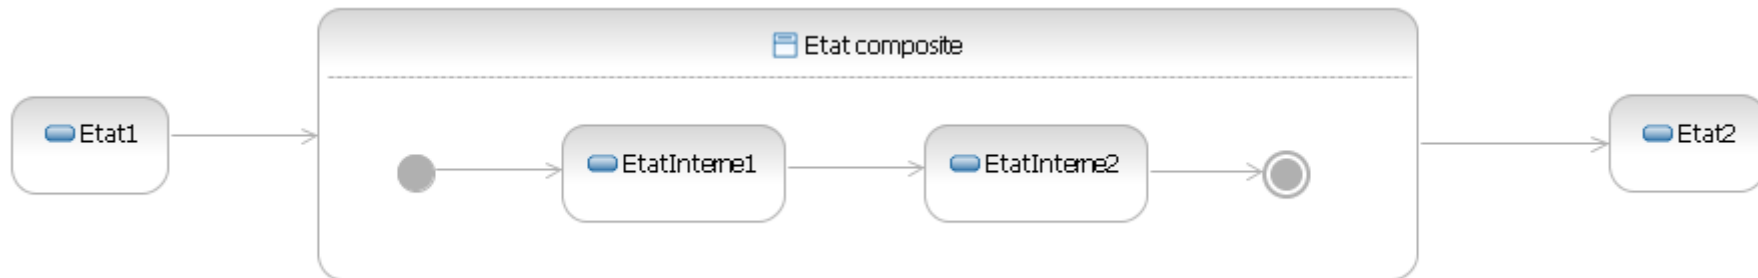 Etat composite
Etat1
EtatInterne1
EtatInterne2
Etat2